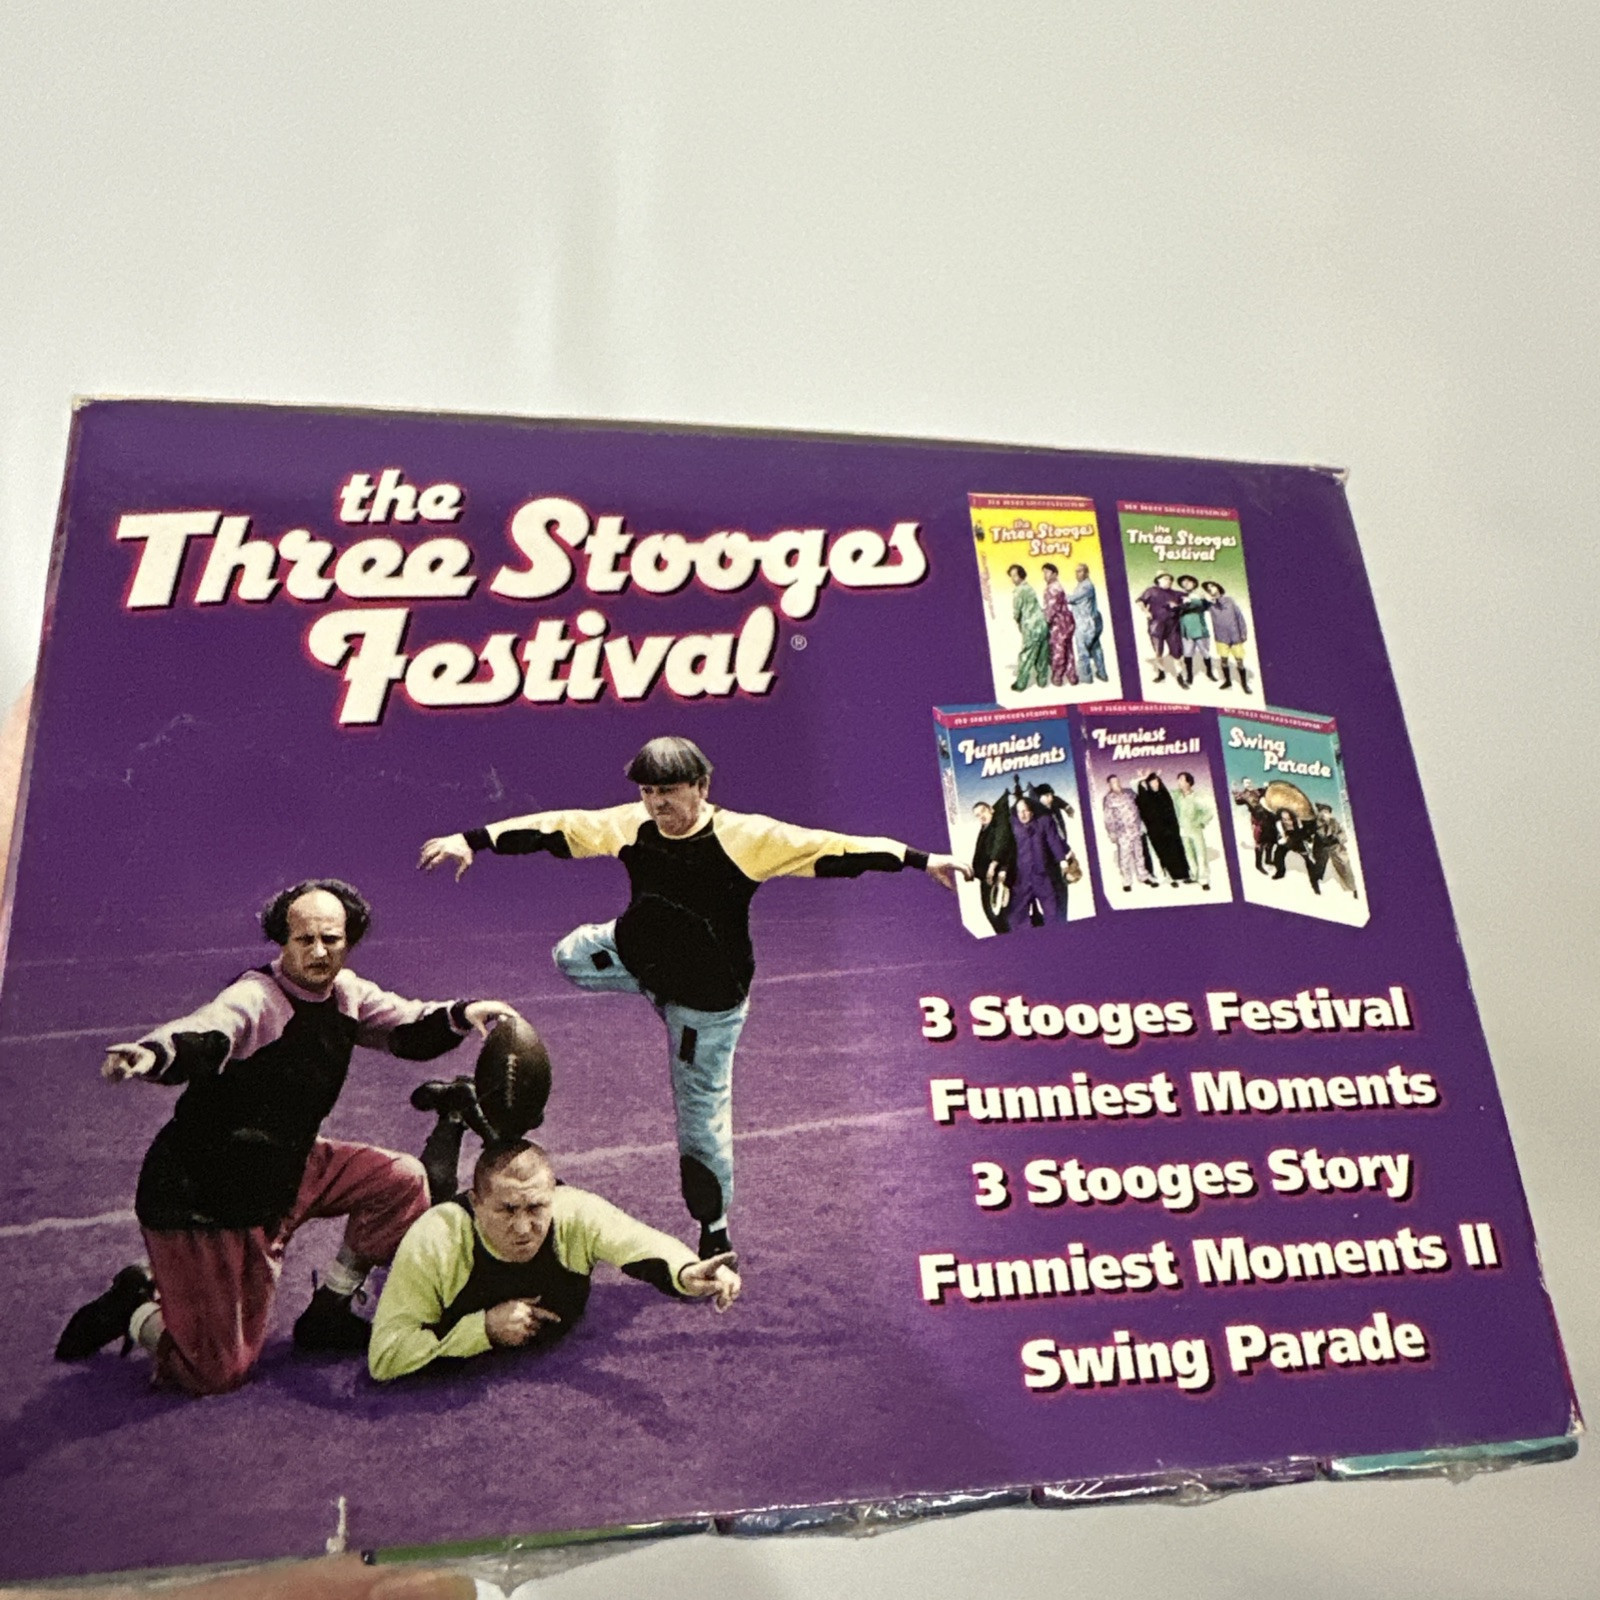 the
Three Stooges
Festival®
the
Three Stooges
Story
the
Three Stooges
Festival
Funniest
Moments
Funniest
Moments II
Swing
Parade
3 Stooges Festival
Funniest Moments
3 Stooges Story
Funniest Moments II
Swing Parade